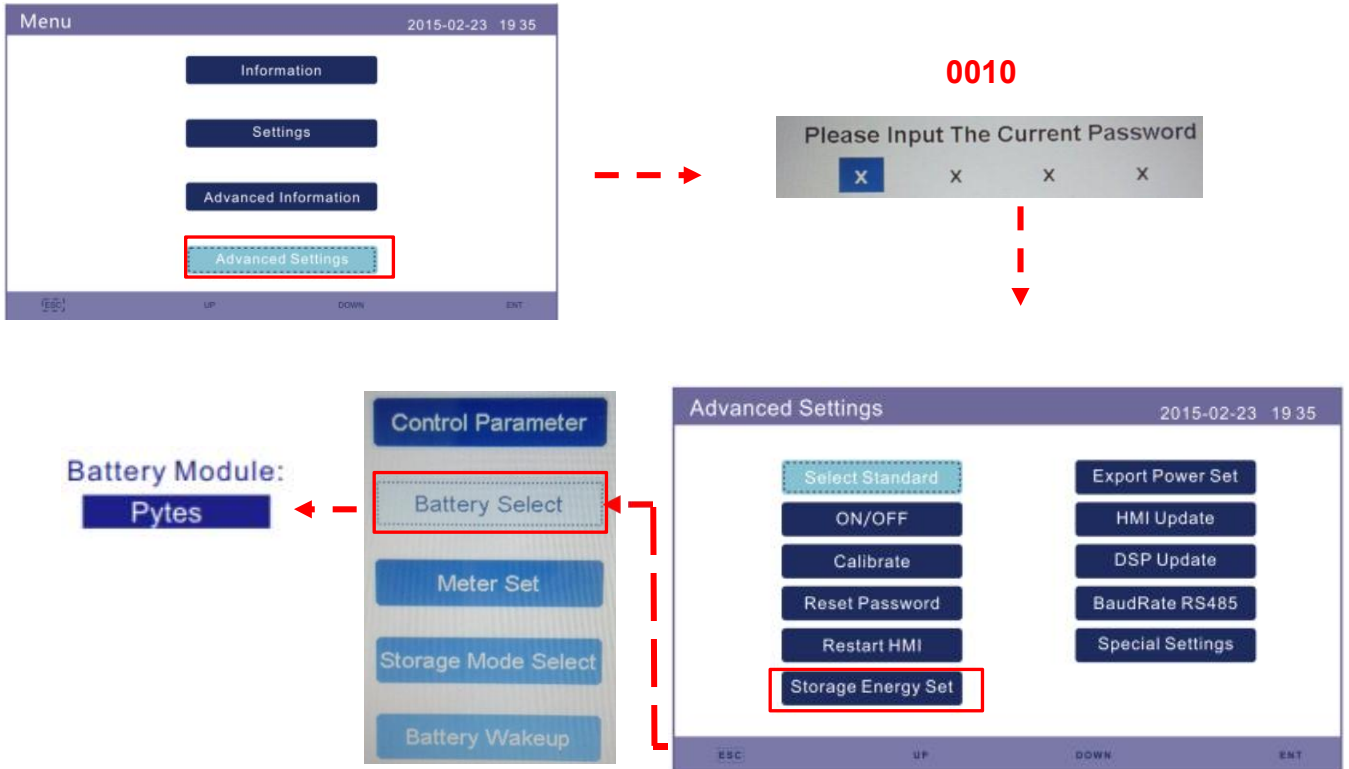 Menu
2015-02-23 19 35
Information
Settings
Advanced Information
Advanced Settings
ESC UP DOWN ENT
0010
Please Input The Current Password
X X X X
Advanced Settings
2015-02-23 19 35
Select Standard
ON/OFF
Calibrate
Reset Password
Restart HMI
Storage Energy Set
Export Power Set
HMI Update
DSP Update
BaudRate RS485
Special Settings
ESC UP DOWN ENT
Control Parameter
Battery Select
Meter Set
Storage Mode Select
Battery Wakeup
Battery Module:
Pytes